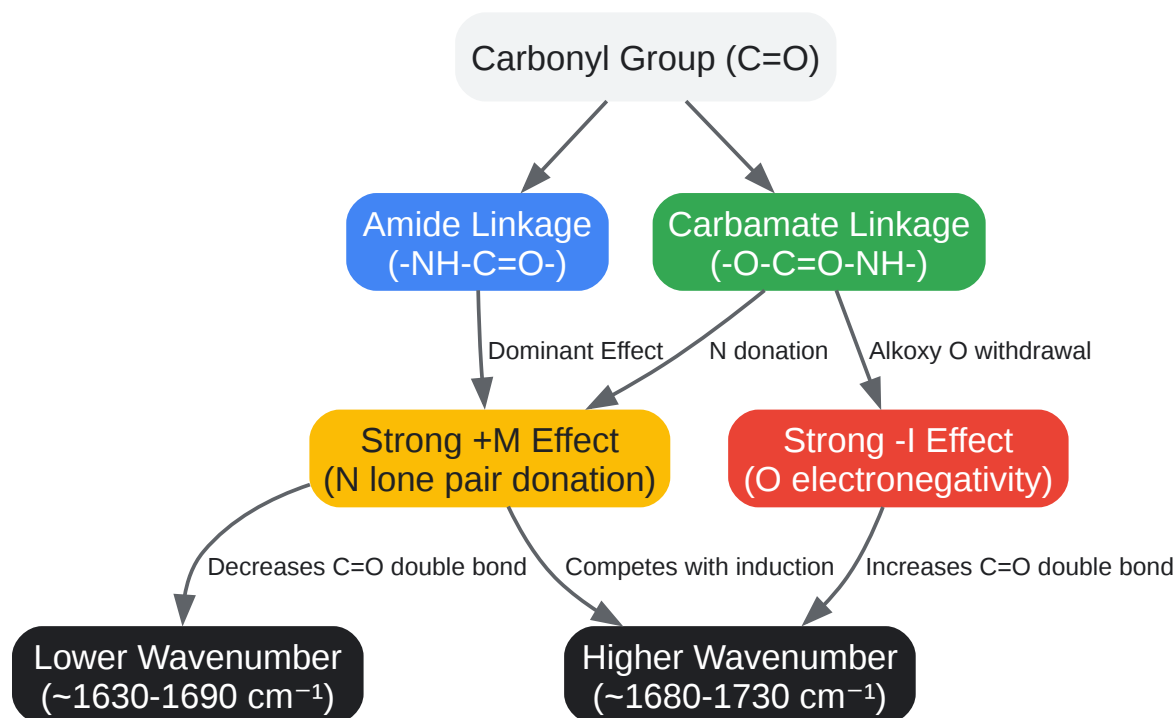 Carbonyl Group (C=O)
Amide Linkage
(-NH-C=O-)
Carbamate Linkage
(-O-C=O-NH-)
Dominant Effect
N donation
Alkoxy O withdrawal
Strong +M Effect
(N lone pair donation)
Strong -I Effect
(O electronegativity)
Decreases C=O double bond
Competes with induction
Increases C=O double bond
Lower Wavenumber
(~1630-1690 cm⁻¹)
Higher Wavenumber
(~1680-1730 cm⁻¹)